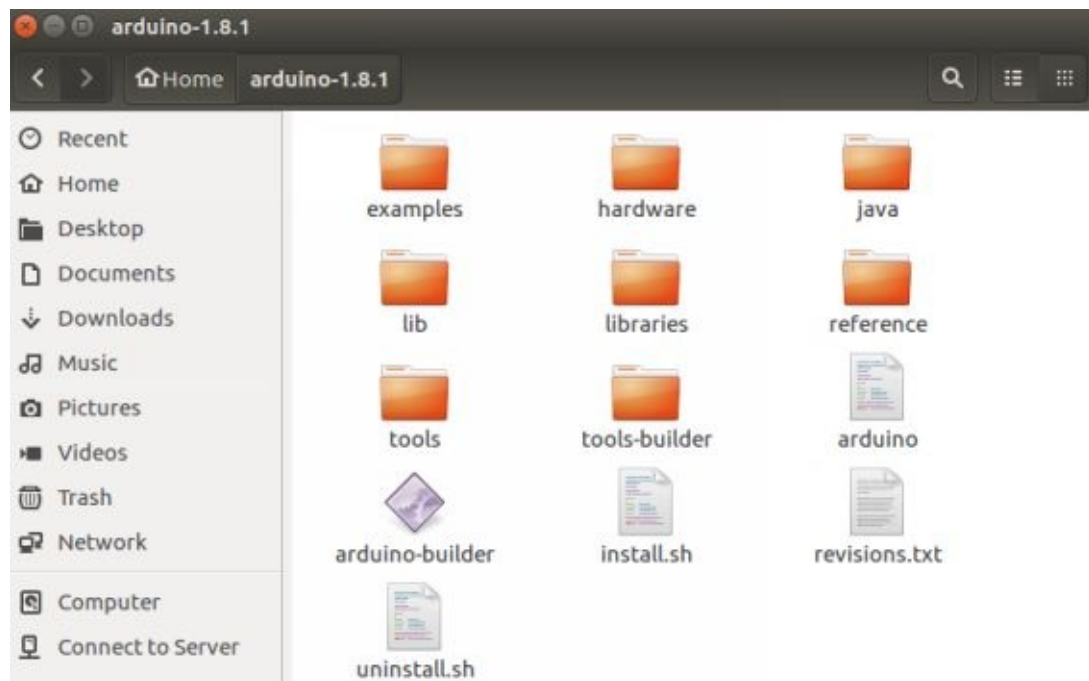 arduino-1.8.1
Home arduino-1.8.1
Recent
Home
Desktop
Documents
Downloads
Music
Pictures
Videos
Trash
Network
Computer
Connect to Server
examples hardware java
lib libraries reference
tools tools-builder arduino
arduino-builder install.sh revisions.txt
uninstall.sh